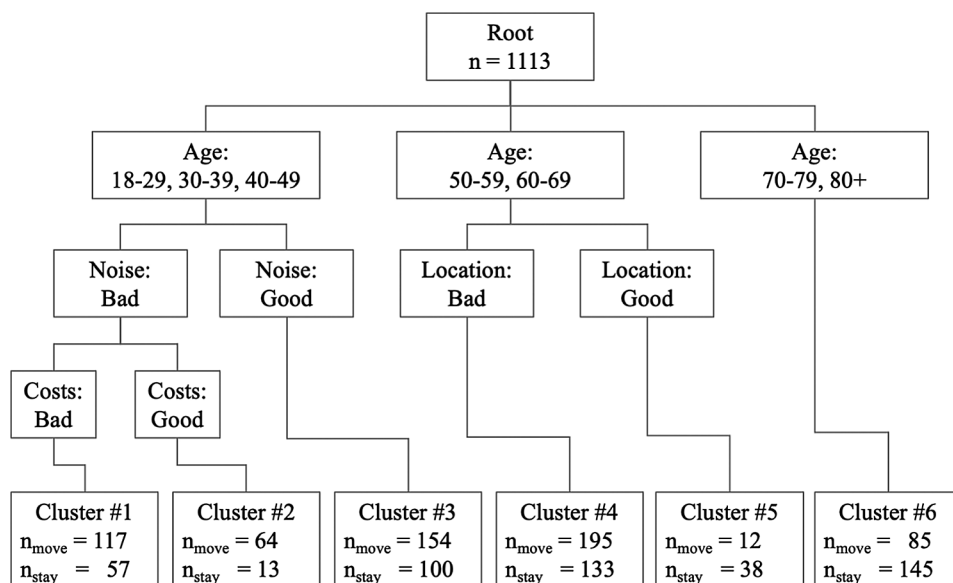 Root
n = 1113
Age:
18-29, 30-39, 40-49
Age:
50-59, 60-69
Age:
70-79, 80+
Noise:
Bad
Noise:
Good
Location:
Bad
Location:
Good
Costs:
Bad
Costs:
Good
Cluster #1
nmove = 117
nstay = 57
Cluster #2
nmove = 64
nstay = 13
Cluster #3
nmove = 154
nstay = 100
Cluster #4
nmove = 195
nstay = 133
Cluster #5
nmove = 12
nstay = 38
Cluster #6
nmove = 85
nstay = 145